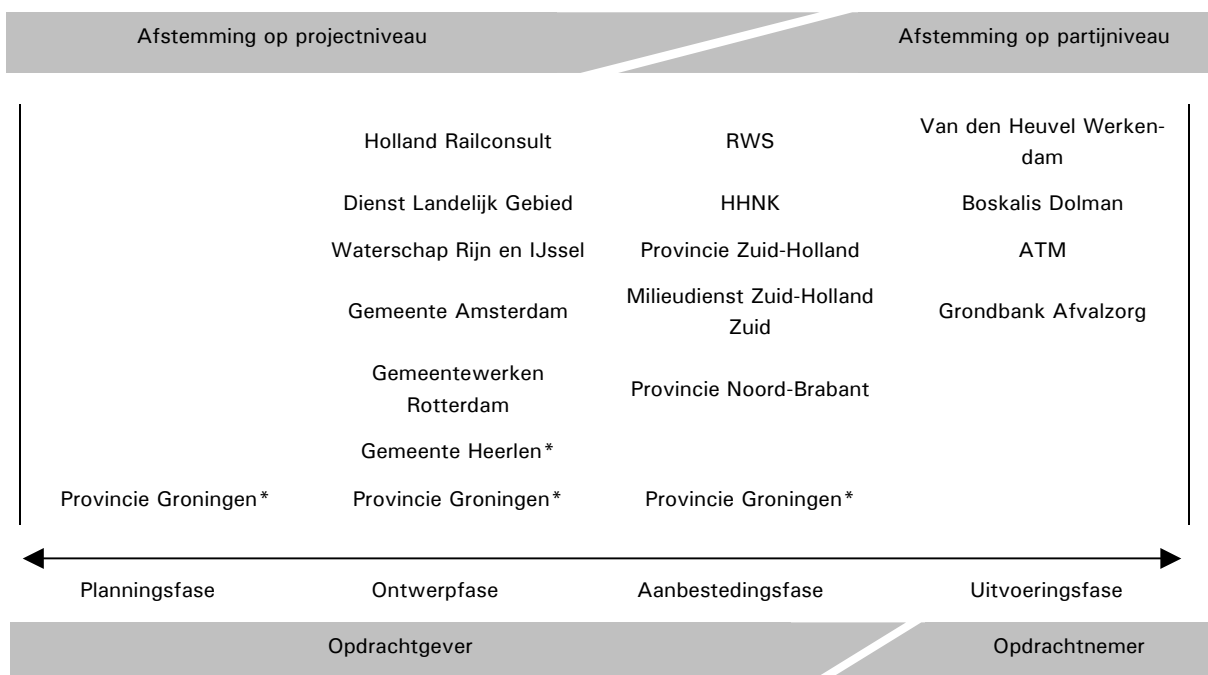 Afstemming op projectniveau
Afstemming op partijniveau
Holland Railconsult
RWS
Van den Heuvel Werken-
dam
Dienst Landelijk Gebied
HHNK
Boskalis Dolman
Waterschap Rijn en IJssel
Provincie Zuid-Holland
ATM
Gemeente Amsterdam
Milieudienst Zuid-Holland
Zuid
Grondbank Afvalzorg
Gemeentewerken
Rotterdam
Provincie Noord-Brabant
Gemeente Heerlen*
Provincie Groningen*
Provincie Groningen*
Provincie Groningen*
Planningsfase
Ontwerpfase
Aanbestedingsfase
Uitvoeringsfase
Opdrachtgever
Opdrachtnemer